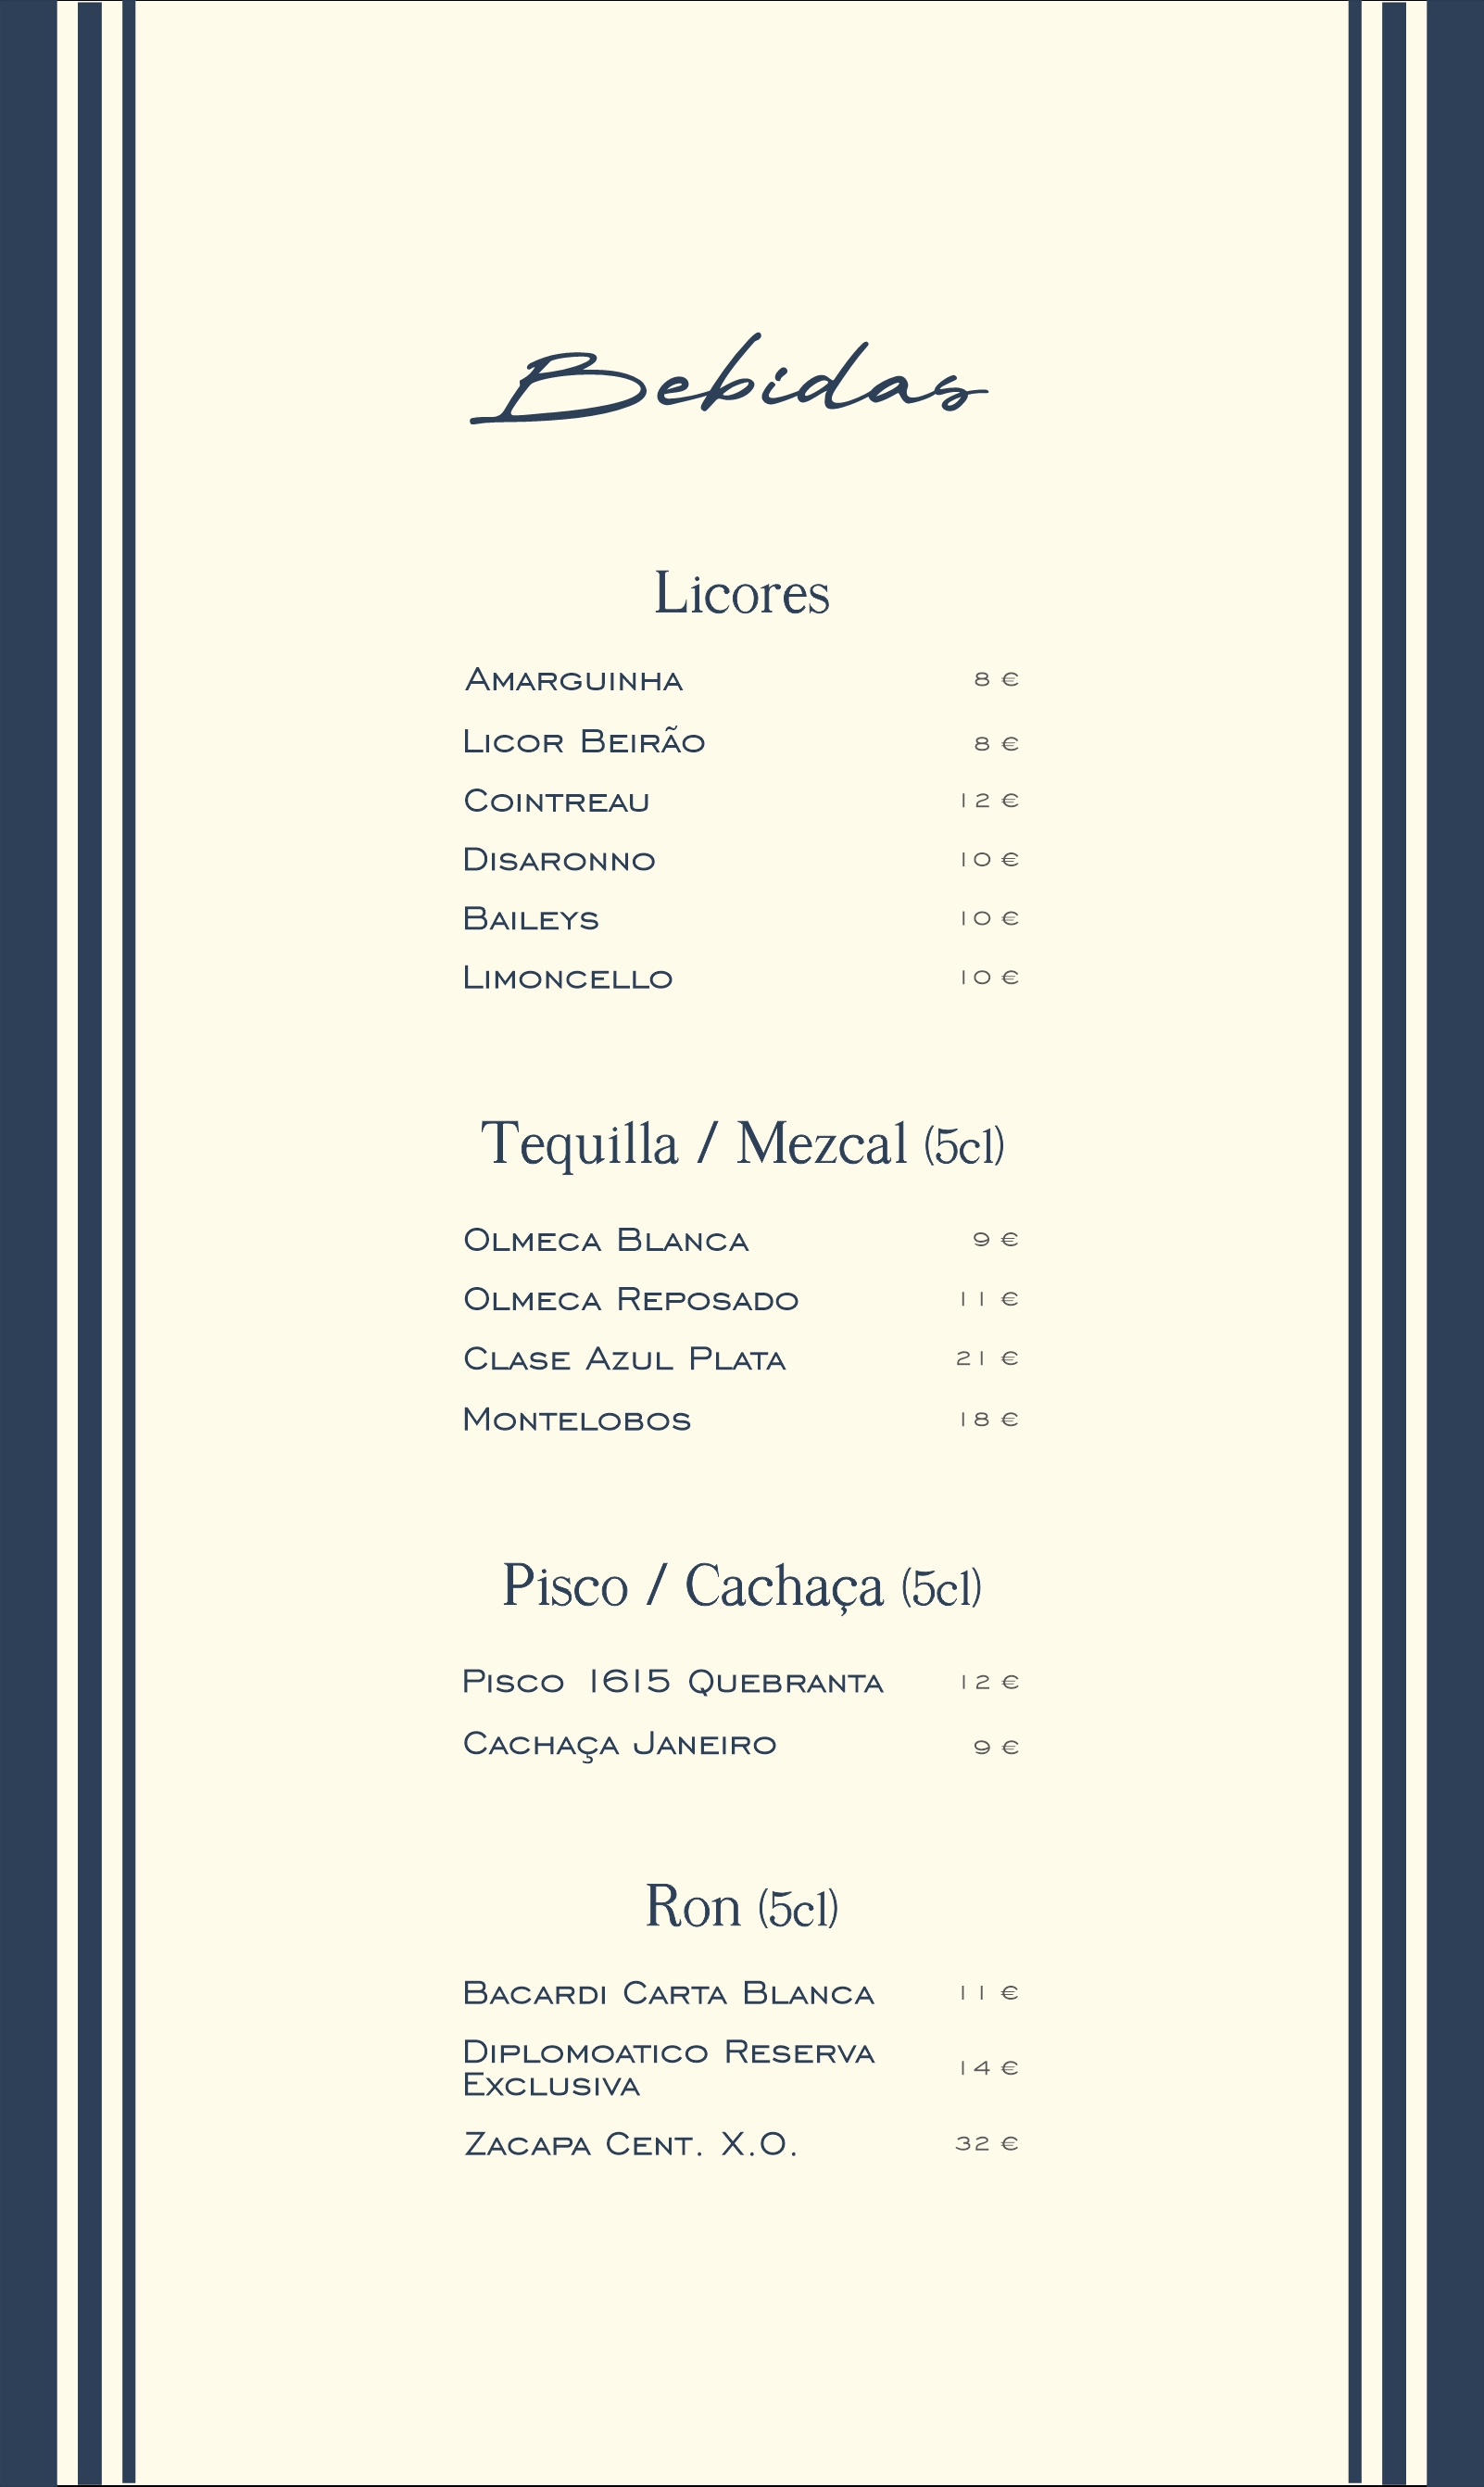 Bebidas
Licores
Amarguinha 8 €
Licor Beirão 8 €
Cointreau 12 €
Disaronno 10 €
Baileys 10 €
Limoncello 10 €
Tequilla / Mezcal (5cl)
Olmeca Blanca 9 €
Olmeca Reposado 11 €
Clase Azul Plata 21 €
Montelobos 18 €
Pisco / Cachaça (5cl)
Pisco 1615 Quebranta 12 €
Cachaça Janeiro 9 €
Ron (5cl)
Bacardi Carta Blanca 11 €
Diplomoatico Reserva
Exclusiva 14 €
Zacapa Cent. X.O. 32 €